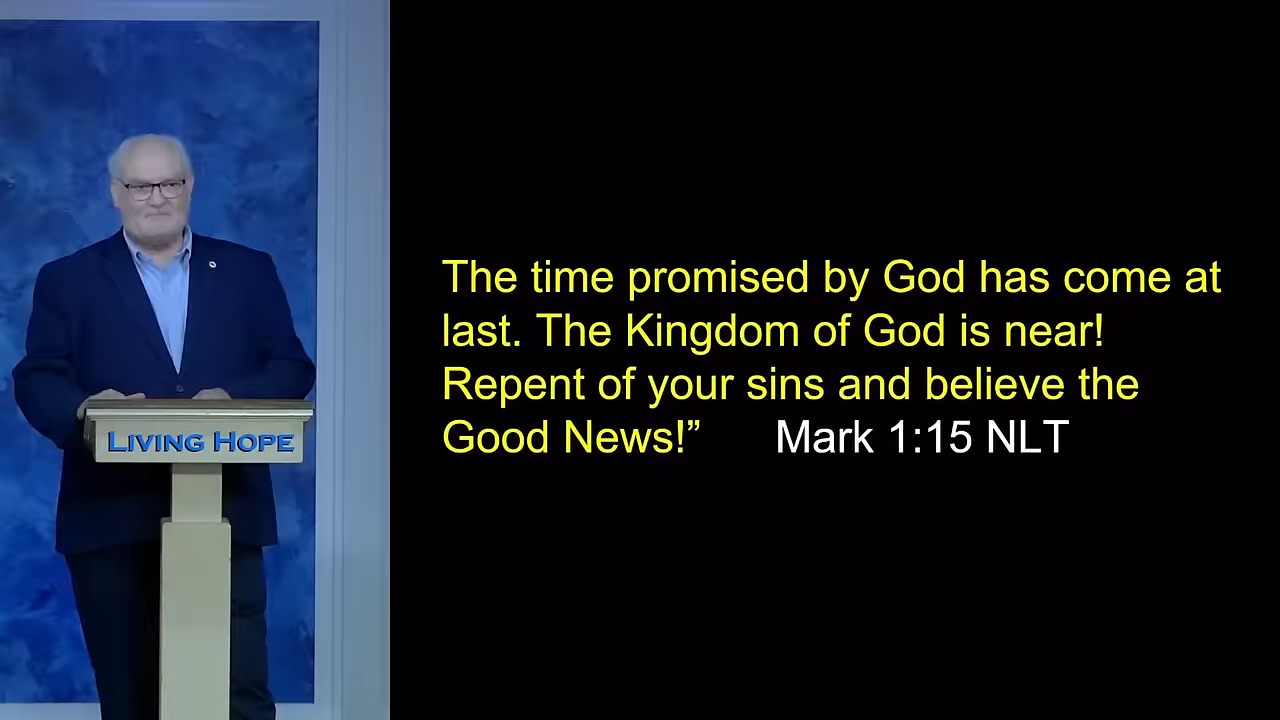 LIVING HOPE
The time promised by God has come at
last. The Kingdom of God is near!
Repent of your sins and believe the
Good News!” Mark 1:15 NLT